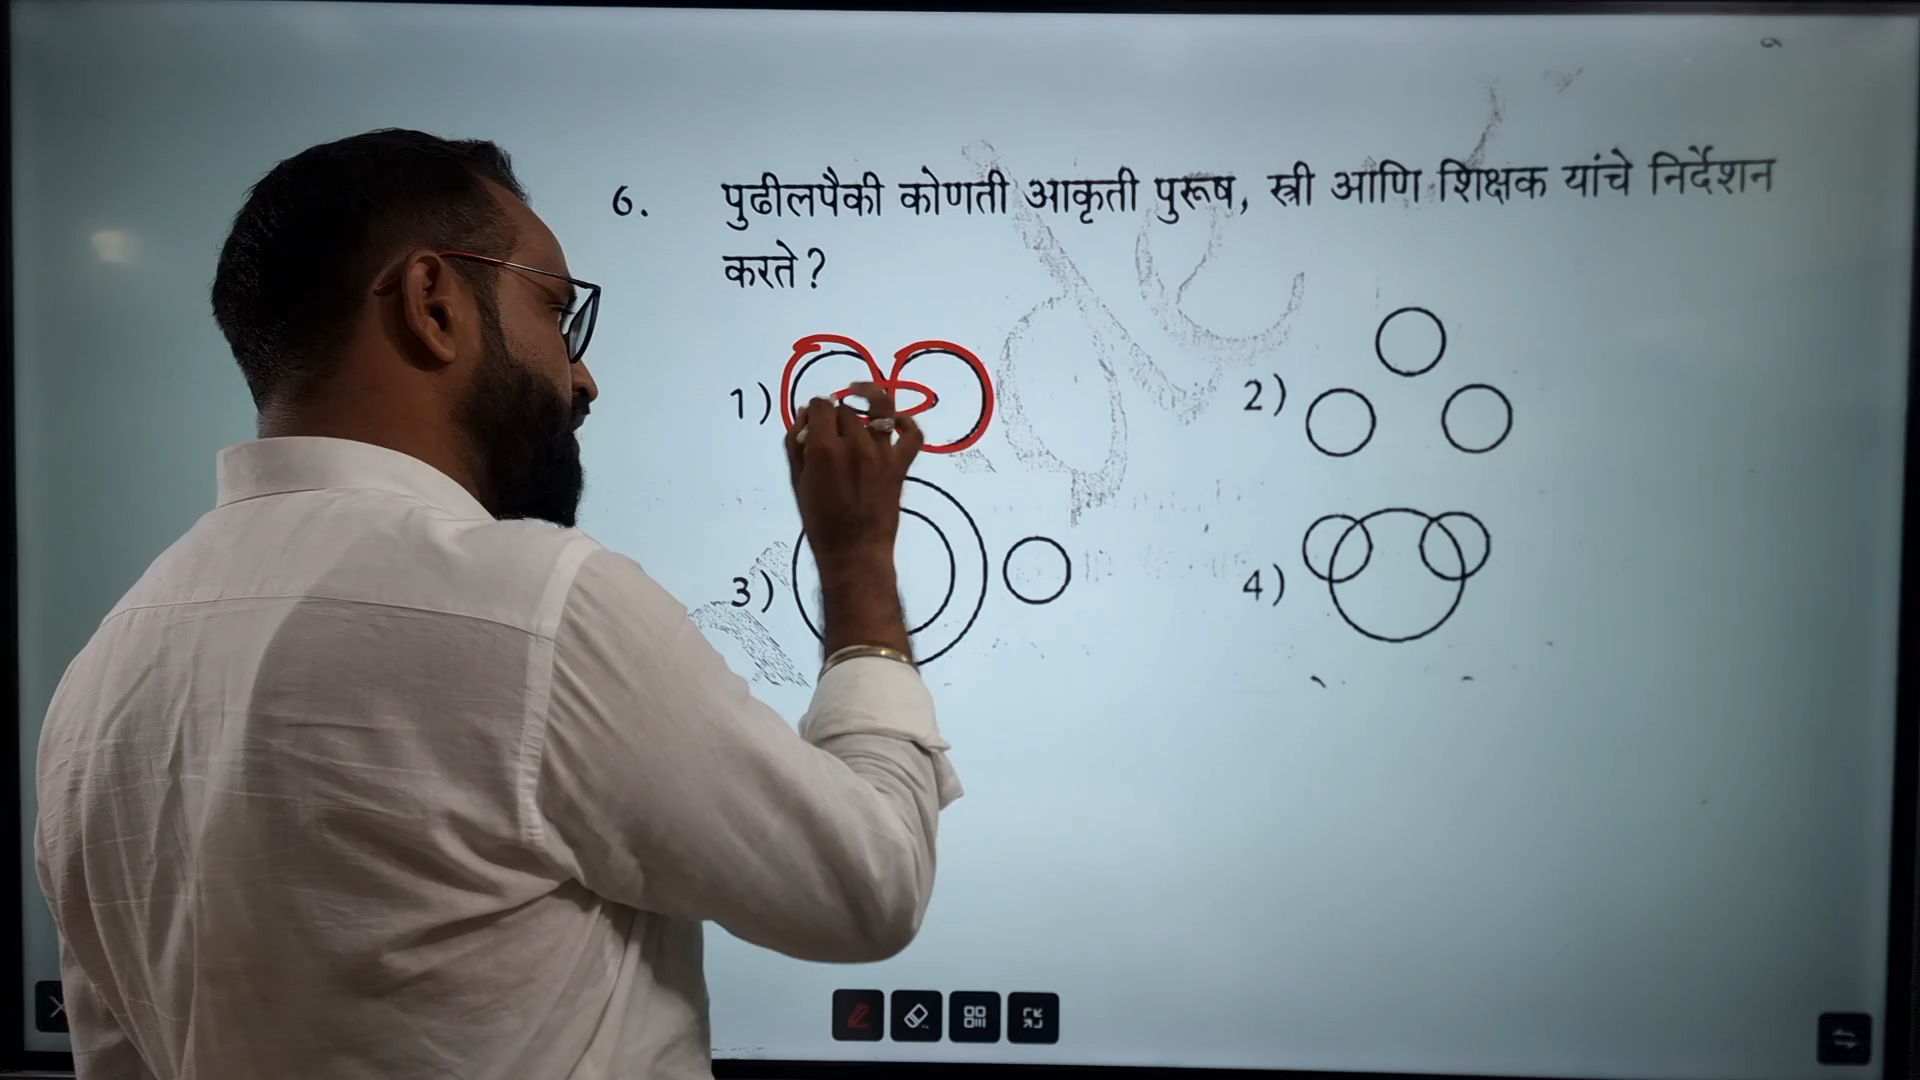 6. पुढीलपैकी कोणती आकृती पुरूष, स्त्री आणि शिक्षक यांचे निर्देशन
करते ?
1) 2)
3) 4)